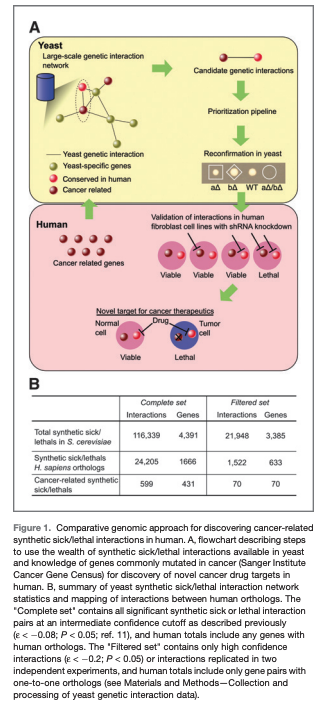 A
Yeast
Large-scale genetic interaction
network
Candidate genetic interactions
Prioritization pipeline
Reconfirmation in yeast
aΔ bΔ WT aΔ/bΔ
Yeast genetic interaction
Yeast-specific genes
Conserved in human
Cancer related
Human
Cancer related genes
Validation of interactions in human
fibroblast cell lines with shRNA knockdown
Viable Viable Viable Lethal
Novel target for cancer therapeutics
Normal
cell
Drug
Tumor
cell
Viable
Lethal
B
Complete set Filtered set
Interactions Genes Interactions Genes
Total synthetic sick/
lethals in S. cerevisiae 116,339 4,391 21,948 3,385
Synthetic sick/lethals
H. sapiens orthologs 24,205 1666 1,522 633
Cancer-related synthetic
sick/lethals 599 431 70 70
Figure 1. Comparative genomic approach for discovering cancer-related
synthetic sick/lethal interactions in human. A, flowchart describing steps
to use the wealth of synthetic sick/lethal interactions available in yeast
and knowledge of genes commonly mutated in cancer (Sanger Institute
Cancer Gene Census) for discovery of novel cancer drug targets in
human. B, summary of yeast synthetic sick/lethal interaction network
statistics and mapping of interactions between human orthologs. The
"Complete set" contains all significant synthetic sick or lethal interaction
pairs at an intermediate confidence cutoff as described previously
(ε < −0.08; P < 0.05; ref. 11), and human totals include any genes with
human orthologs. The "Filtered set" contains only high confidence
interactions (ε < −0.2; P < 0.05) or interactions replicated in two
independent experiments, and human totals include only gene pairs with
one-to-one orthologs (see Materials and Methods—Collection and
processing of yeast genetic interaction data).